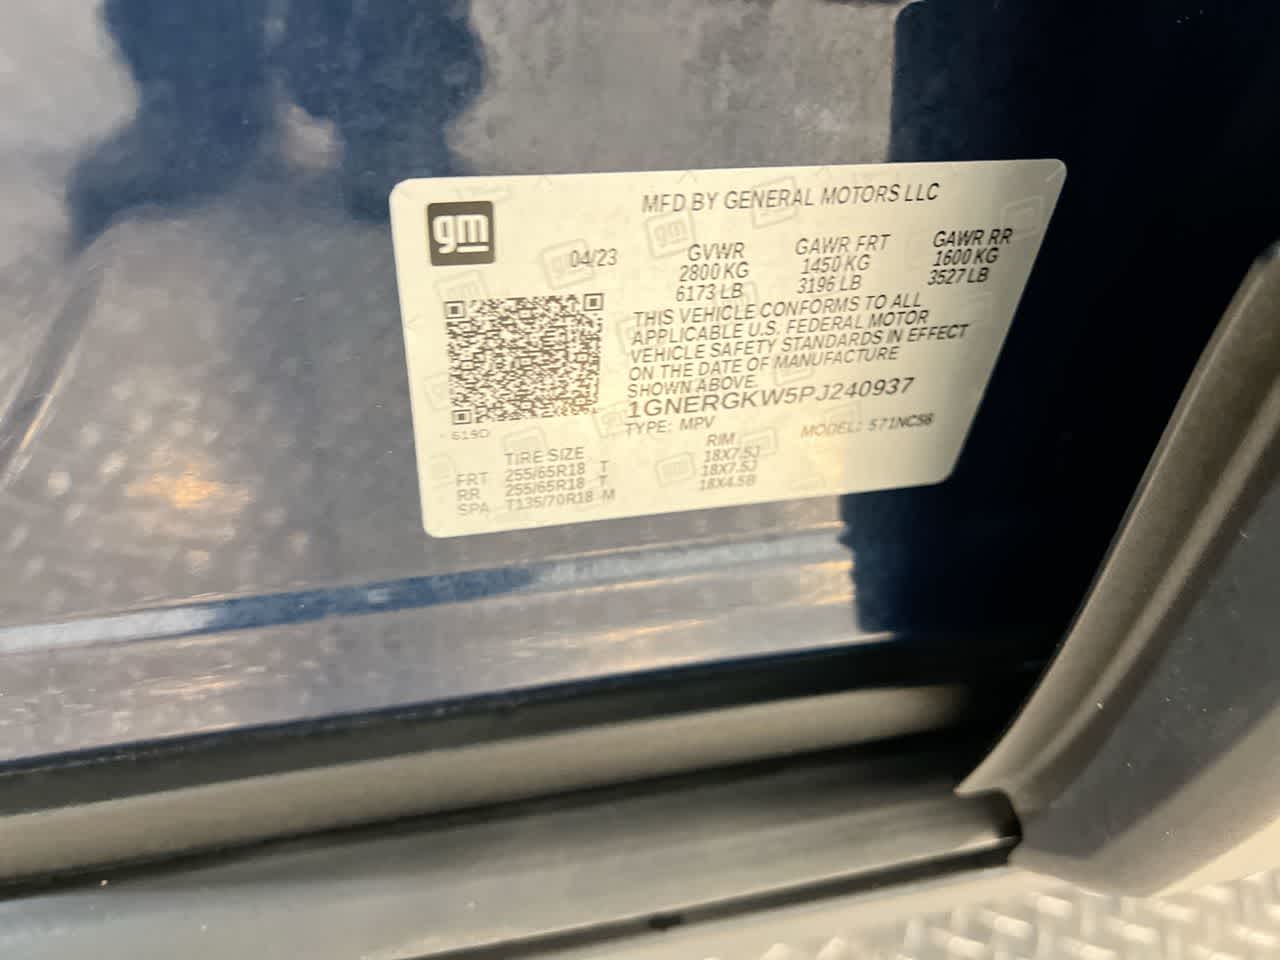 MFD BY GENERAL MOTORS LLC
gm
04/23
GVWR GAWR FRT GAWR RR
2800 KG 1450 KG 1600 KG
6173 LB 3196 LB 3527 LB
THIS VEHICLE CONFORMS TO ALL
APPLICABLE U.S. FEDERAL MOTOR
VEHICLE SAFETY STANDARDS IN EFFECT
ON THE DATE OF MANUFACTURE
SHOWN ABOVE.
1GNERGKW5PJ240937
TYPE: MPV MODEL: 571NC56
619D
TIRE SIZE RIM
FRT 255/65R18 T 18X7.5J
RR 255/65R18 T 18X7.5J
SPA T135/70R18 M 18X4.5B